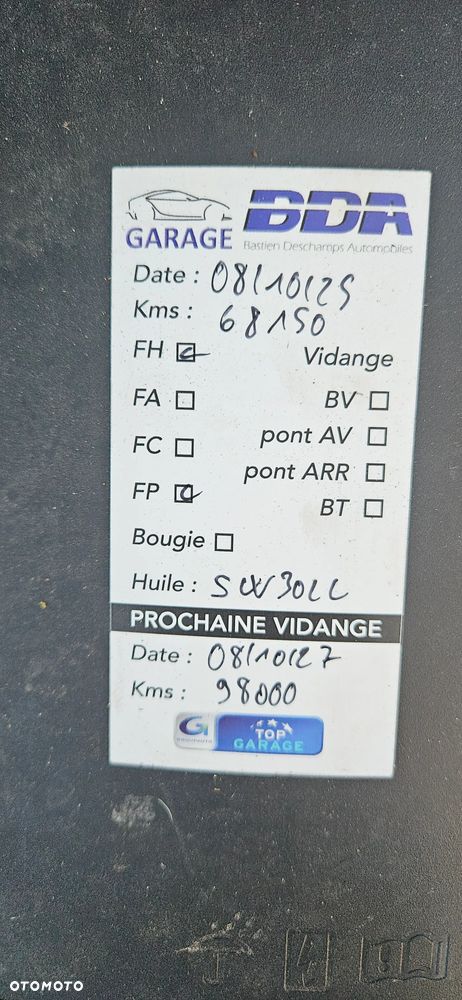 BDA
GARAGE Bastien Deschamps Automobiles
Date : 08/10/25
Kms : 68150
FH Vidange
FA BV
pont AV
FC
pont ARR
FP
BT
Bougie
Huile : 5W30LL
PROCHAINE VIDANGE
Date : 08/10/27
Kms : 98000
G TOP
GARAGE
OTOMOTO